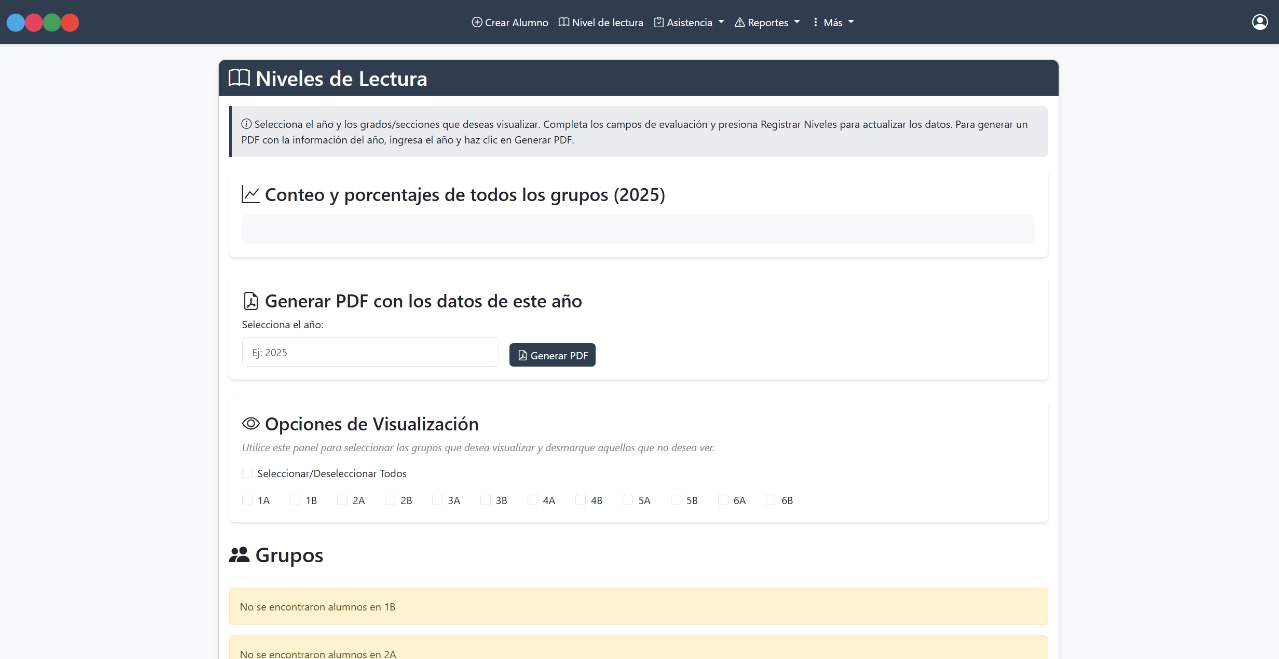 Crear Alumno Nivel de lectura Asistencia Reportes Más
Niveles de Lectura
Selecciona el año y los grados/secciones que deseas visualizar. Completa los campos de evaluación y presiona Registrar Niveles para actualizar los datos. Para generar un
PDF con la información del año, ingresa el año y haz clic en Generar PDF.
Conteo y porcentajes de todos los grupos (2025)
Generar PDF con los datos de este año
Selecciona el año:
Ej: 2025
Generar PDF
Opciones de Visualización
Utilice este panel para seleccionar los grupos que desea visualizar y desmarque aquellos que no desea ver.
Seleccionar/Deseleccionar Todos
1A 1B 2A 2B 3A 3B 4A 4B 5A 5B 6A 6B
Grupos
No se encontraron alumnos en 1B
No se encontraron alumnos en 2A